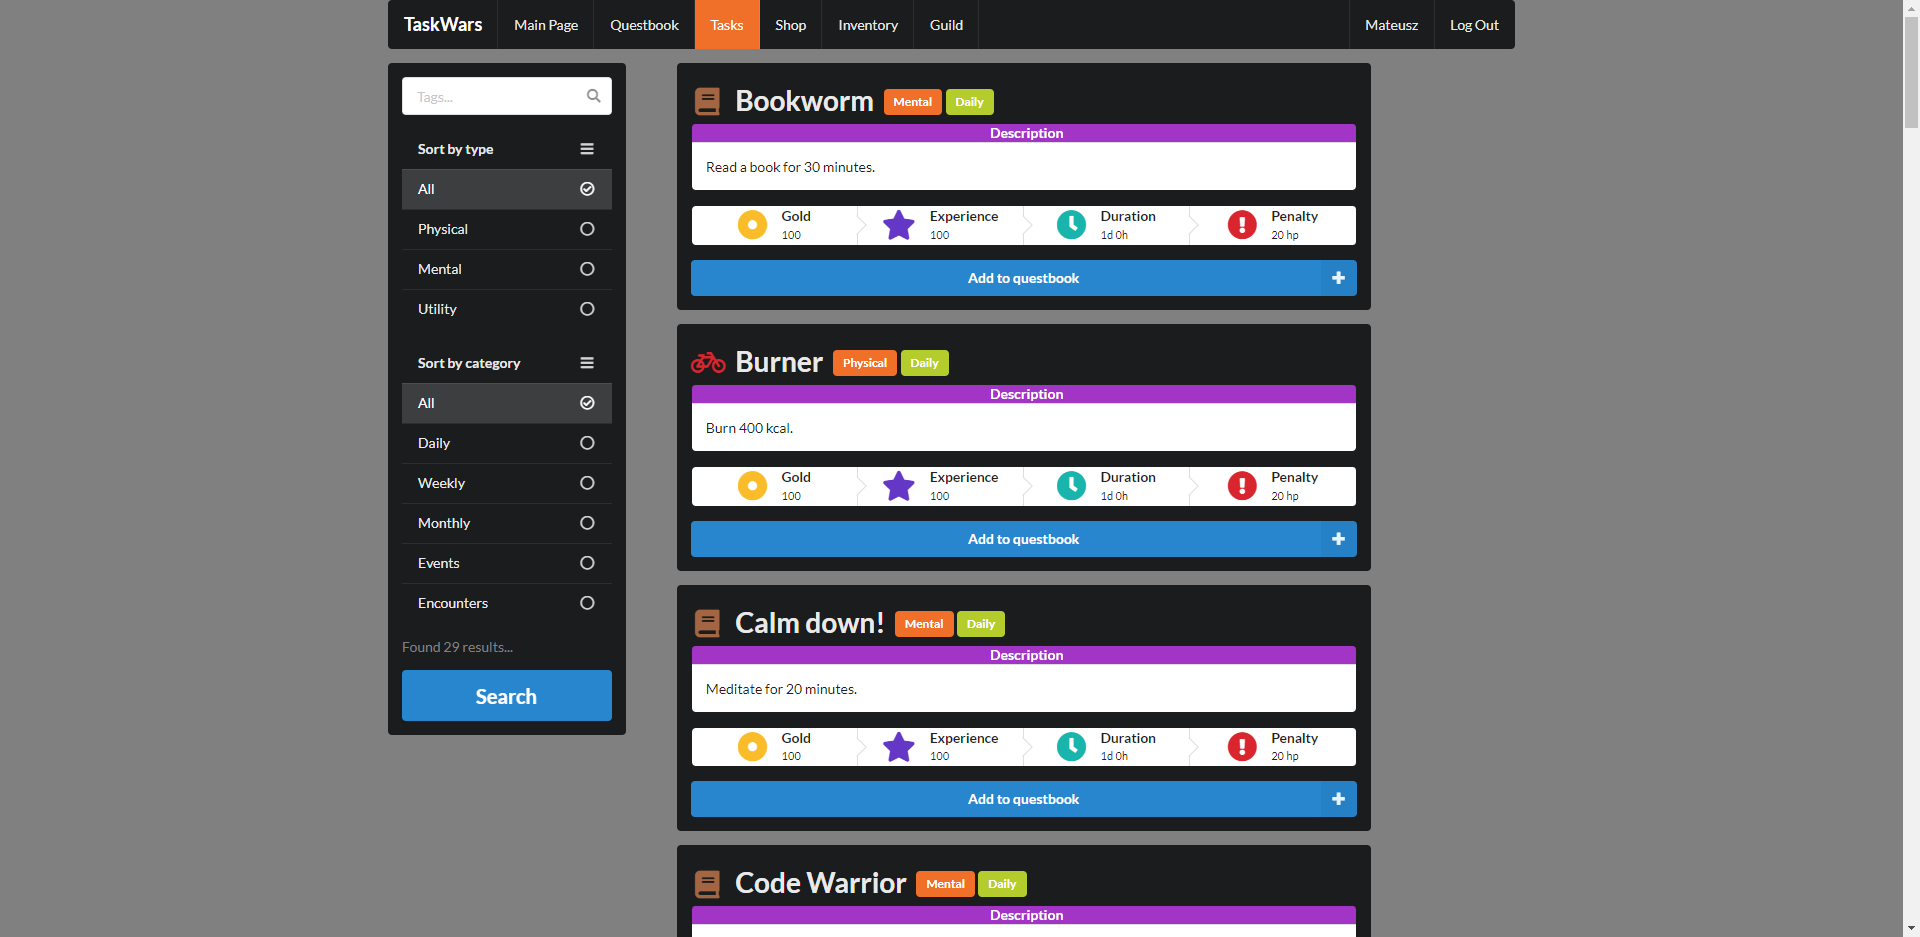 TaskWars Main Page Questbook Tasks Shop Inventory Guild Mateusz Log Out
Tags...
Sort by type
All
Physical
Mental
Utility
Sort by category
All
Daily
Weekly
Monthly
Events
Encounters
Found 29 results...
Search
Bookworm Mental Daily
Description
Read a book for 30 minutes.
Gold Experience Duration Penalty
100 100 1d 0h 20 hp
Add to questbook
Burner Physical Daily
Description
Burn 400 kcal.
Gold Experience Duration Penalty
100 100 1d 0h 20 hp
Add to questbook
Calm down! Mental Daily
Description
Meditate for 20 minutes.
Gold Experience Duration Penalty
100 100 1d 0h 20 hp
Add to questbook
Code Warrior Mental Daily
Description